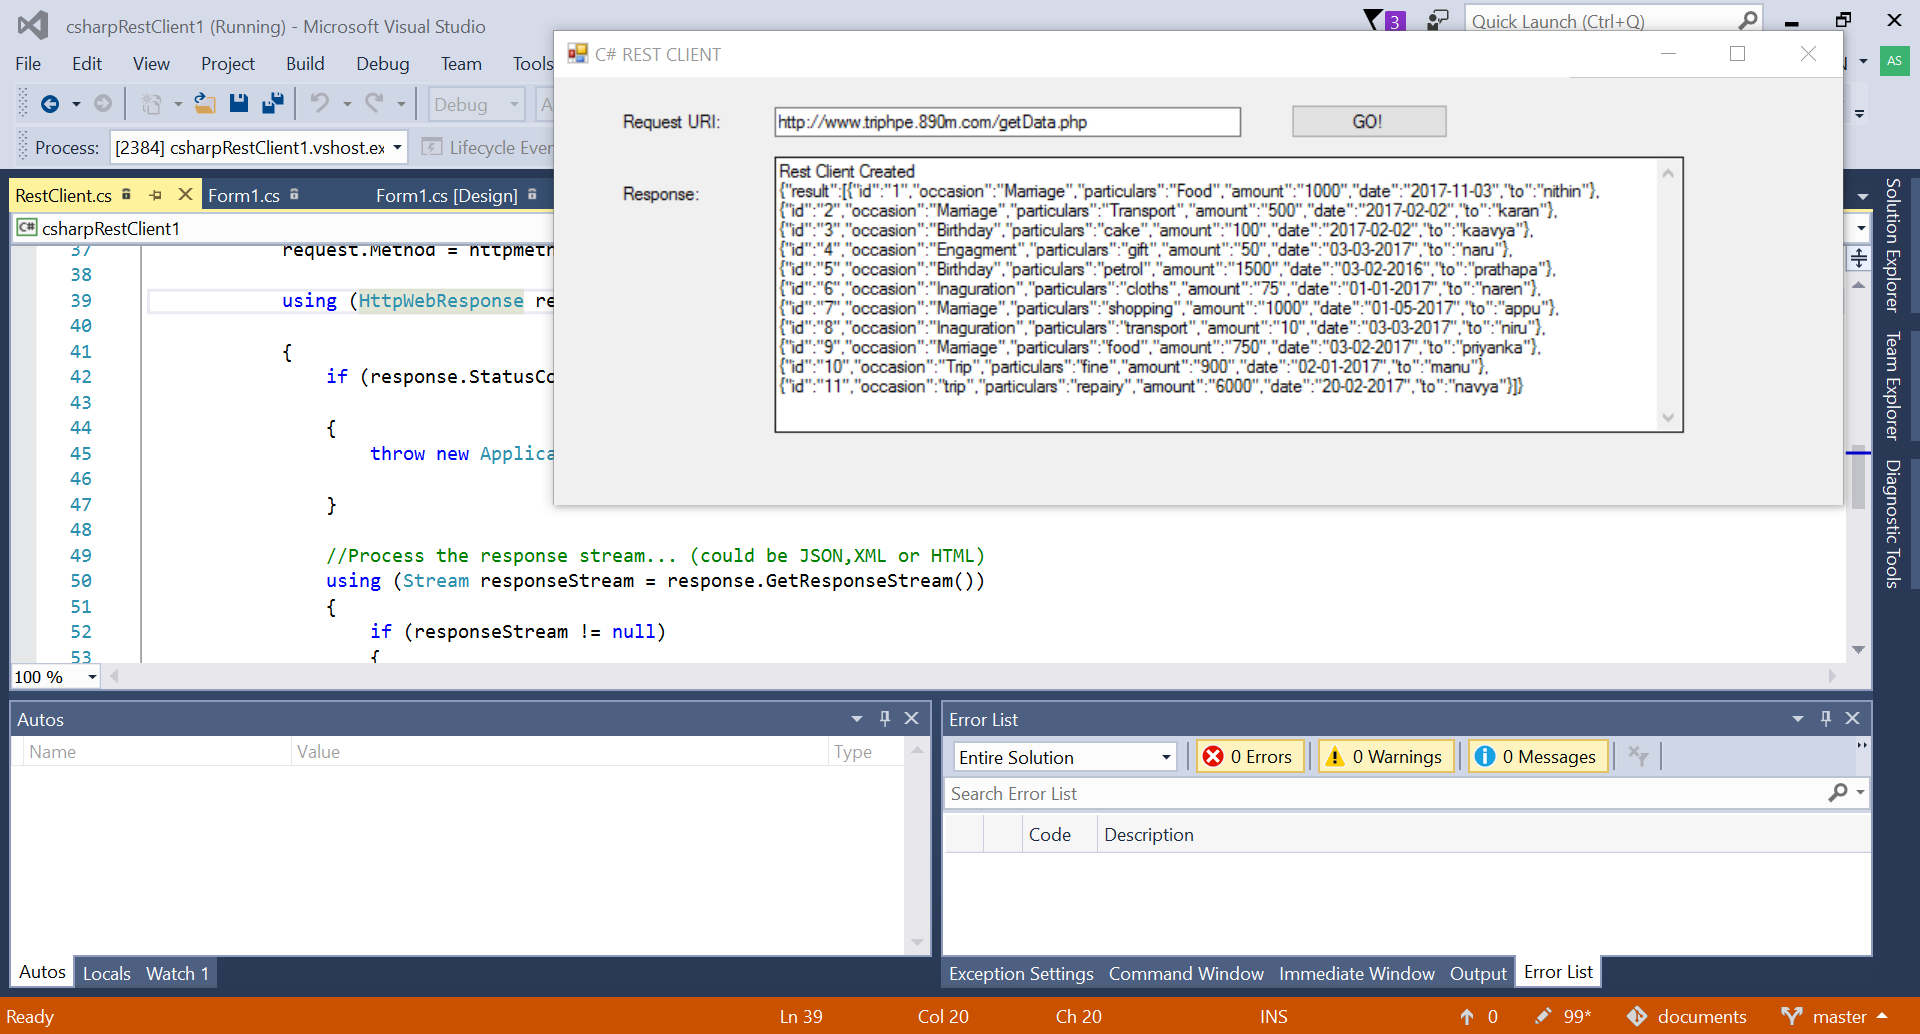 csharpRestClient1 (Running) - Microsoft Visual Studio
3
Quick Launch (Ctrl+Q)
File Edit View Project Build Debug Team Tools
AS
Debug
Process: [2384] csharpRestClient1.vshost.ex Lifecycle Ever
RestClient.cs Form1.cs Form1.cs [Design]
C# csharpRestClient1
37 request.Method = httpmeth
38
39 using (HttpWebResponse re
40
41 {
42 if (response.StatusCo
43
44 {
45 throw new Applica
46
47 }
48
49 //Process the response stream... (could be JSON,XML or HTML)
50 using (Stream responseStream = response.GetResponseStream())
51 {
52 if (responseStream != null)
53 {
100 %
C# REST CLIENT
Request URI: http://www.triphpe.890m.com/getData.php GO!
Response:
Rest Client Created
{"result":[{"id":"1","occasion":"Marriage","particulars":"Food","amount":"1000","date":"2017-11-03","to":"nithin"},
{"id":"2","occasion":"Marriage","particulars":"Transport","amount":"500","date":"2017-02-02","to":"karan"},
{"id":"3","occasion":"Birthday","particulars":"cake","amount":"100","date":"2017-02-02","to":"kaavya"},
{"id":"4","occasion":"Engagment","particulars":"gift","amount":"50","date":"03-03-2017","to":"naru"},
{"id":"5","occasion":"Birthday","particulars":"petrol","amount":"1500","date":"03-02-2016","to":"prathapa"},
{"id":"6","occasion":"Inaguration","particulars":"cloths","amount":"75","date":"01-01-2017","to":"naren"},
{"id":"7","occasion":"Marriage","particulars":"shopping","amount":"1000","date":"01-05-2017","to":"appu"},
{"id":"8","occasion":"Inaguration","particulars":"transport","amount":"10","date":"03-03-2017","to":"niru"},
{"id":"9","occasion":"Marriage","particulars":"food","amount":"750","date":"03-02-2017","to":"priyanka"},
{"id":"10","occasion":"Trip","particulars":"fine","amount":"900","date":"02-01-2017","to":"manu"},
{"id":"11","occasion":"trip","particulars":"repairy","amount":"6000","date":"20-02-2017","to":"navya"}]}
Solution Explorer
Team Explorer
Diagnostic Tools
Autos
Name Value Type
Autos Locals Watch 1
Error List
Entire Solution 0 Errors 0 Warnings 0 Messages
Search Error List
Code Description
Exception Settings Command Window Immediate Window Output Error List
Ready Ln 39 Col 20 Ch 20 INS 0 99* documents master